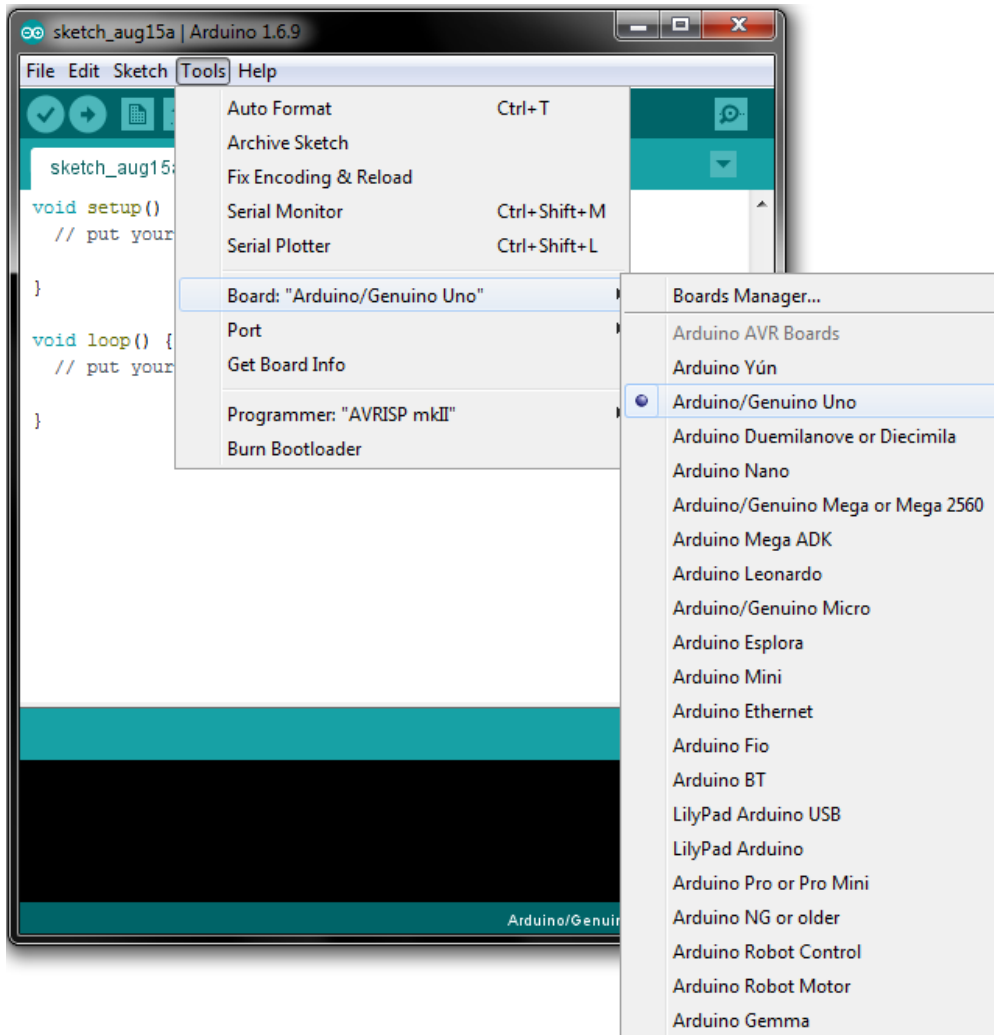 sketch_aug15a | Arduino 1.6.9
File Edit Sketch Tools Help
sketch_aug15a
void setup()
// put your
}
void loop() {
// put your
}
Auto Format Ctrl+T
Archive Sketch
Fix Encoding & Reload
Serial Monitor Ctrl+Shift+M
Serial Plotter Ctrl+Shift+L
Board: "Arduino/Genuino Uno"
Port
Get Board Info
Programmer: "AVRISP mkII"
Burn Bootloader
Boards Manager...
Arduino AVR Boards
Arduino Yún
Arduino/Genuino Uno
Arduino Duemilanove or Diecimila
Arduino Nano
Arduino/Genuino Mega or Mega 2560
Arduino Mega ADK
Arduino Leonardo
Arduino/Genuino Micro
Arduino Esplora
Arduino Mini
Arduino Ethernet
Arduino Fio
Arduino BT
LilyPad Arduino USB
LilyPad Arduino
Arduino Pro or Pro Mini
Arduino NG or older
Arduino Robot Control
Arduino Robot Motor
Arduino Gemma
Arduino/Genuin